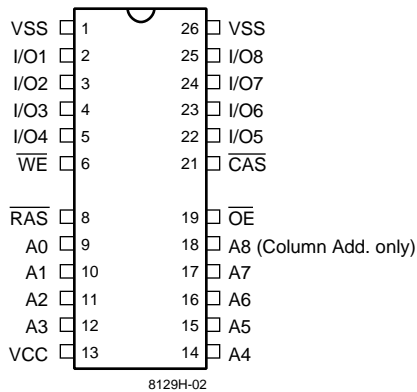 VSS 1 26 VSS
I/O1 2 25 I/O8
I/O2 3 24 I/O7
I/O3 4 23 I/O6
I/O4 5 22 I/O5
WE 6 21 CAS
RAS 8 19 OE
A0 9 18 A8 (Column Add. only)
A1 10 17 A7
A2 11 16 A6
A3 12 15 A5
VCC 13 14 A4
8129H-02